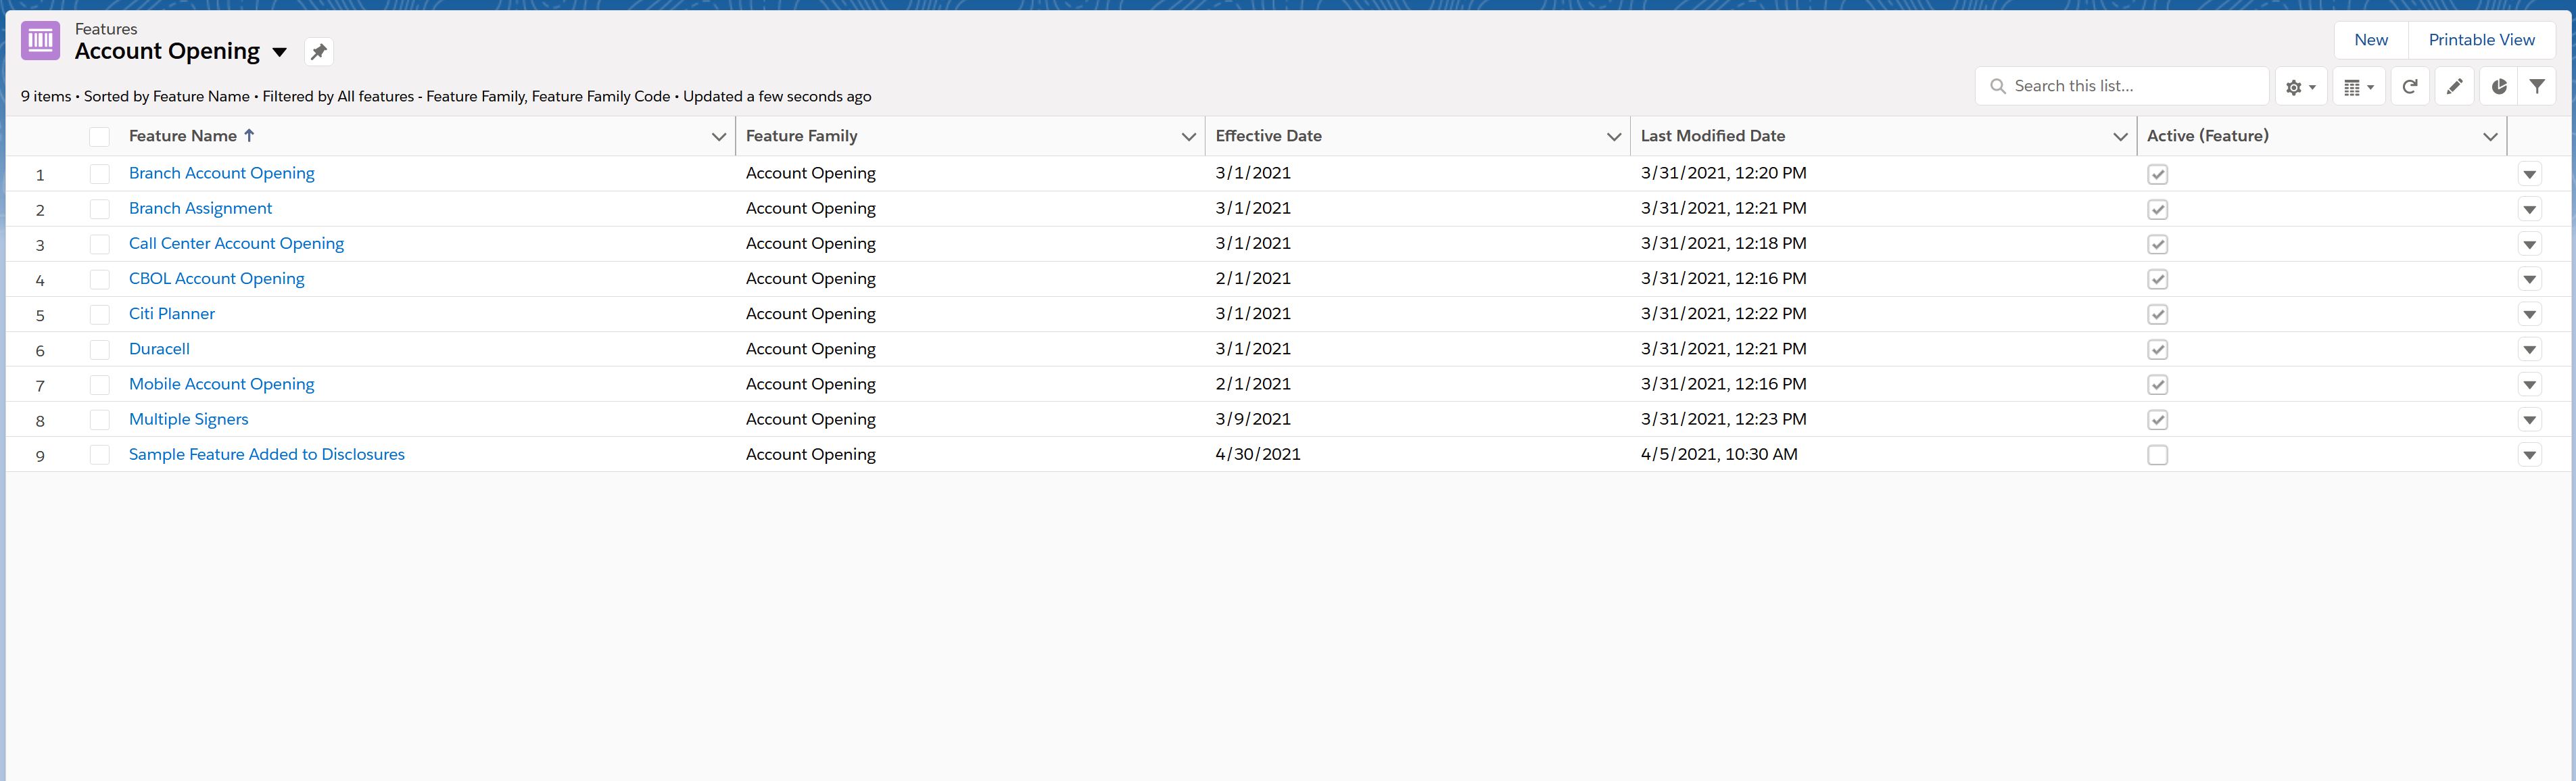 Features
Account Opening
New Printable View
9 items • Sorted by Feature Name • Filtered by All features - Feature Family, Feature Family Code • Updated a few seconds ago
Search this list...
Feature Name ↑ Feature Family Effective Date Last Modified Date Active (Feature)
1 Branch Account Opening Account Opening 3/1/2021 3/31/2021, 12:20 PM
2 Branch Assignment Account Opening 3/1/2021 3/31/2021, 12:21 PM
3 Call Center Account Opening Account Opening 3/1/2021 3/31/2021, 12:18 PM
4 CBOL Account Opening Account Opening 2/1/2021 3/31/2021, 12:16 PM
5 Citi Planner Account Opening 3/1/2021 3/31/2021, 12:22 PM
6 Duracell Account Opening 3/1/2021 3/31/2021, 12:21 PM
7 Mobile Account Opening Account Opening 2/1/2021 3/31/2021, 12:16 PM
8 Multiple Signers Account Opening 3/9/2021 3/31/2021, 12:23 PM
9 Sample Feature Added to Disclosures Account Opening 4/30/2021 4/5/2021, 10:30 AM